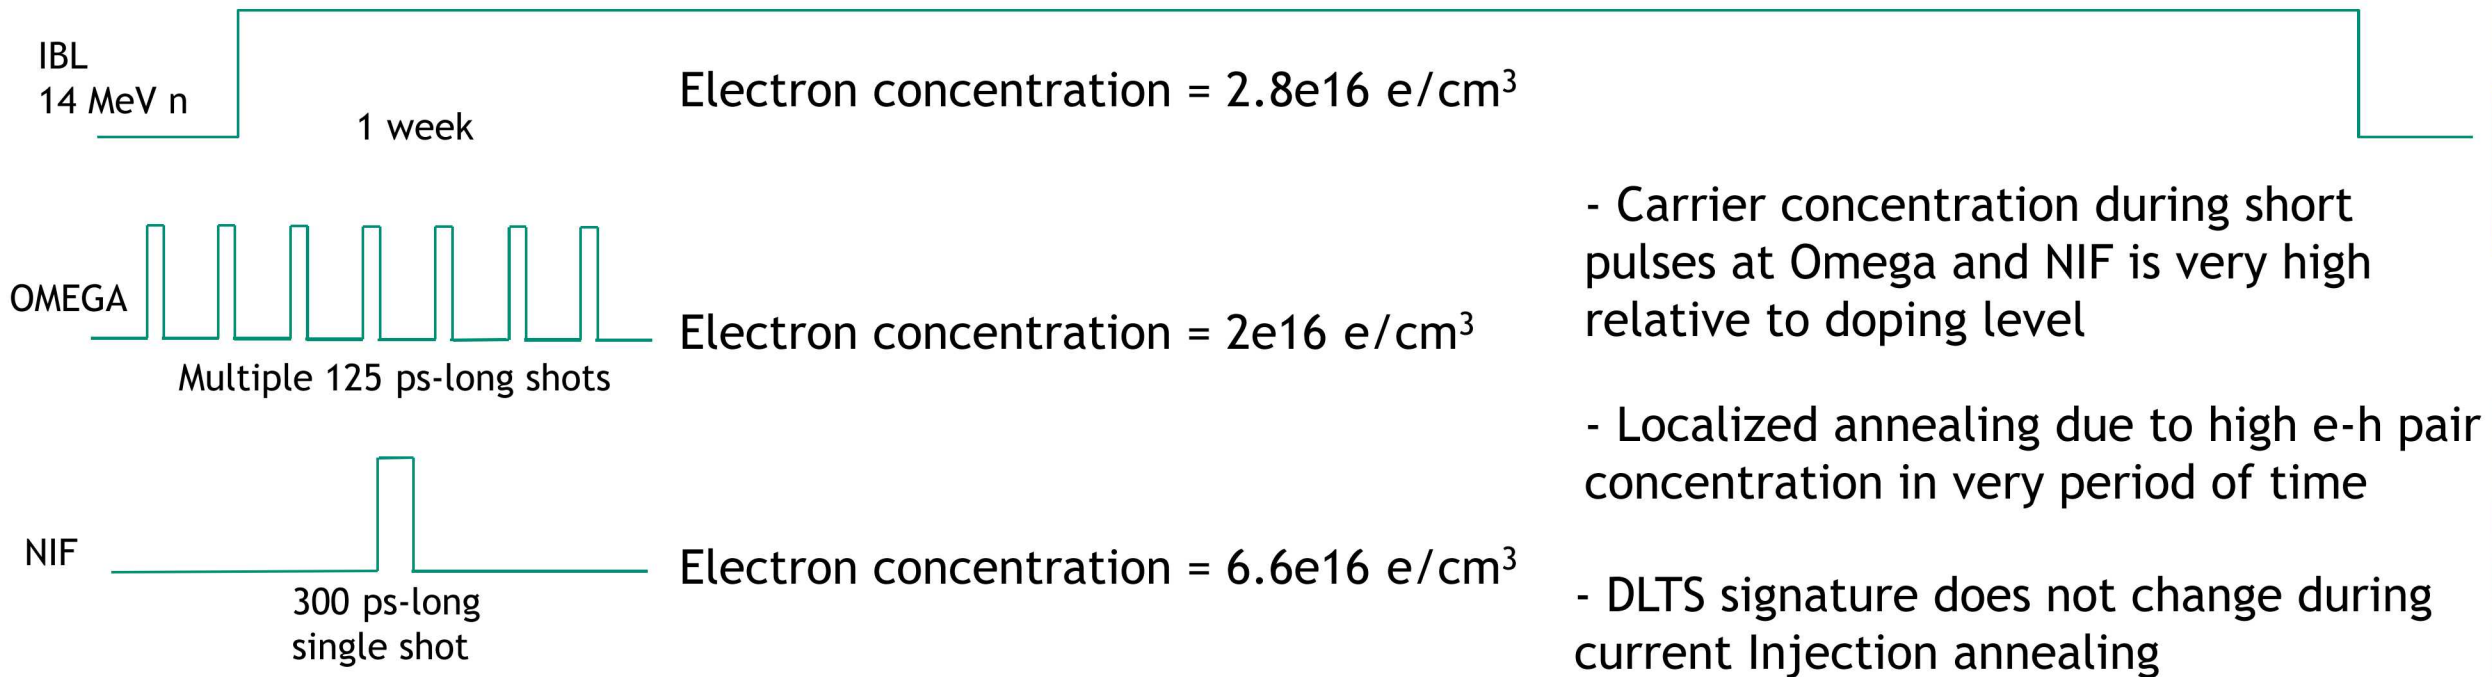 IBL
14 MeV n
1 week
Electron concentration = 2.8e16 e/cm³
OMEGA
Multiple 125 ps-long shots
Electron concentration = 2e16 e/cm³
NIF
300 ps-long
single shot
Electron concentration = 6.6e16 e/cm³
- Carrier concentration during short
pulses at Omega and NIF is very high
relative to doping level
- Localized annealing due to high e-h pair
concentration in very period of time
- DLTS signature does not change during
current Injection annealing